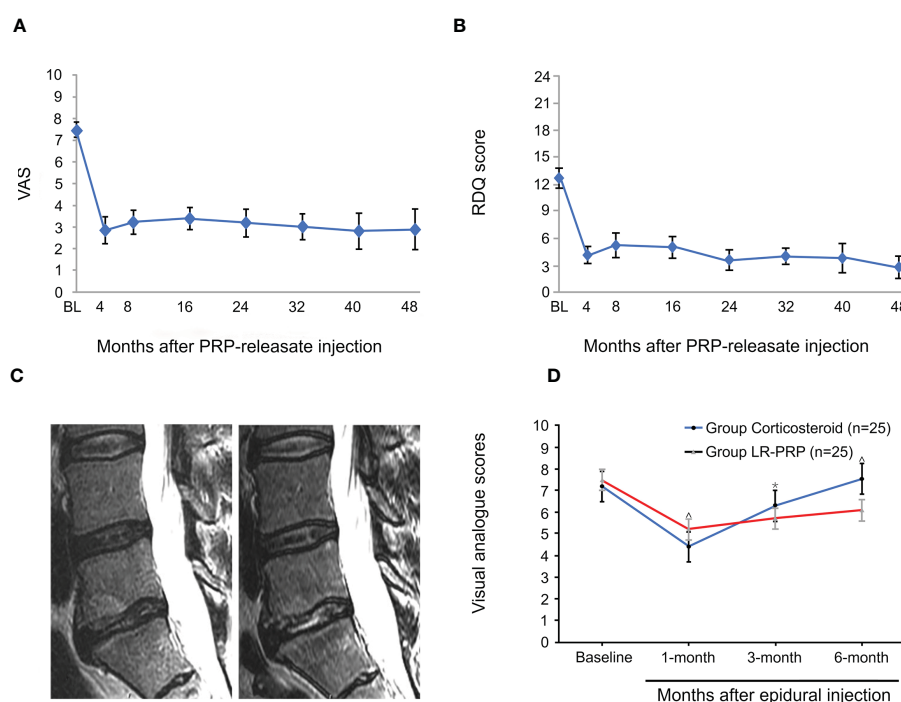 A
VAS
10
9
8
7
6
5
4
3
2
1
0
BL 4 8 16 24 32 40 48
Months after PRP-releasate injection
B
RDQ score
24
21
18
15
12
9
6
3
0
BL 4 8 16 24 32 40 48
Months after PRP-releasate injection
C
D
Visual analogue scores
10
9
8
7
6
5
4
3
2
1
0
Group Corticosteroid (n=25)
Group LR-PRP (n=25)
*
Baseline 1-month 3-month 6-month
Months after epidural injection